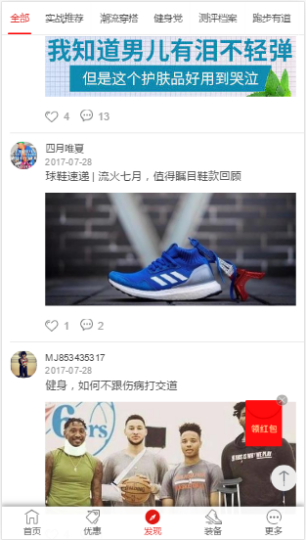 全部 实战推荐 潮流穿搭 健身党 测评档案 跑步有道
我知道男儿有泪不轻弹
但是这个护肤品好用到哭泣
4 13
四月唯夏
2017-07-28
球鞋速递 | 流火七月，值得瞩目鞋款回顾
1 2
MJ853435317
2017-07-28
健身，如何不跟伤病打交道
6ers
领红包
首页 优惠 发现 装备 更多